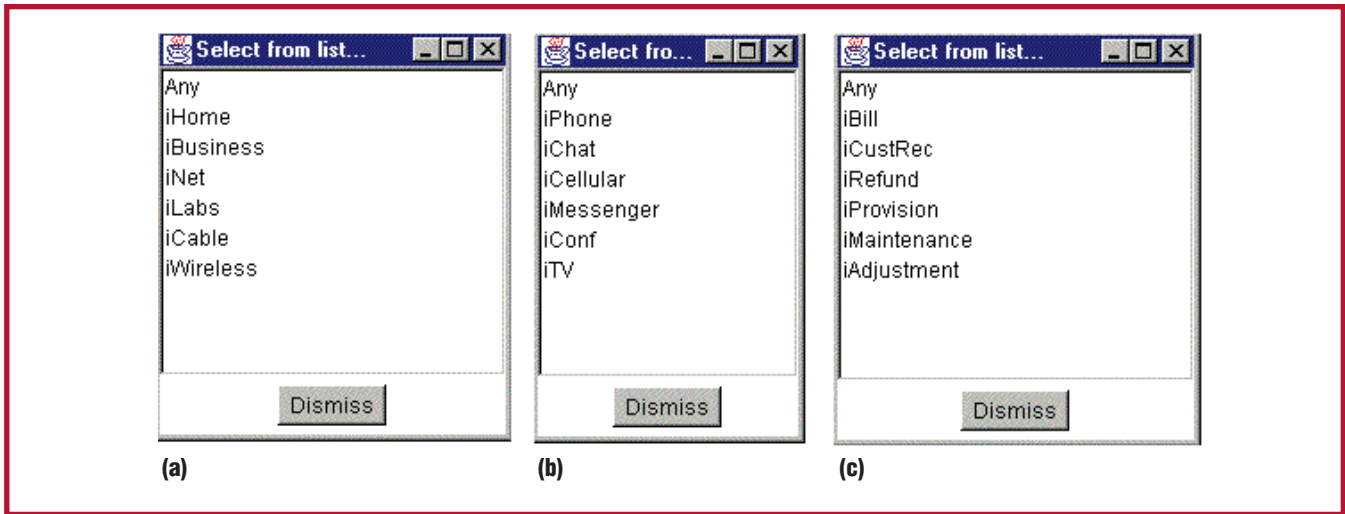 Select from list...
Any
iHome
iBusiness
iNet
iLabs
iCable
iWireless
Dismiss
(a)
Select fro...
Any
iPhone
iChat
iCellular
iMessenger
iConf
iTV
Dismiss
(b)
Select from list...
Any
iBill
iCustRec
iRefund
iProvision
iMaintenance
iAdjustment
Dismiss
(c)